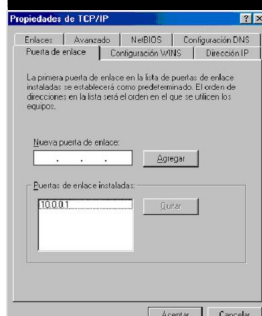 Propiedades de TCP/IP
Enlaces Avanzado NetBIOS Configuración DNS
Puerta de enlace Configuración WINS Dirección IP
La primera puerta de enlace en la lista de puertas de enlace
instaladas se establecerá como predeterminado. El orden de
direcciones en la lista será el orden en el que se utilicen los
equipos.
Nueva puerta de enlace:
. . . Agregar
Puertas de enlace instaladas:
10.0.0.1 Quitar
Aceptar Cancelar